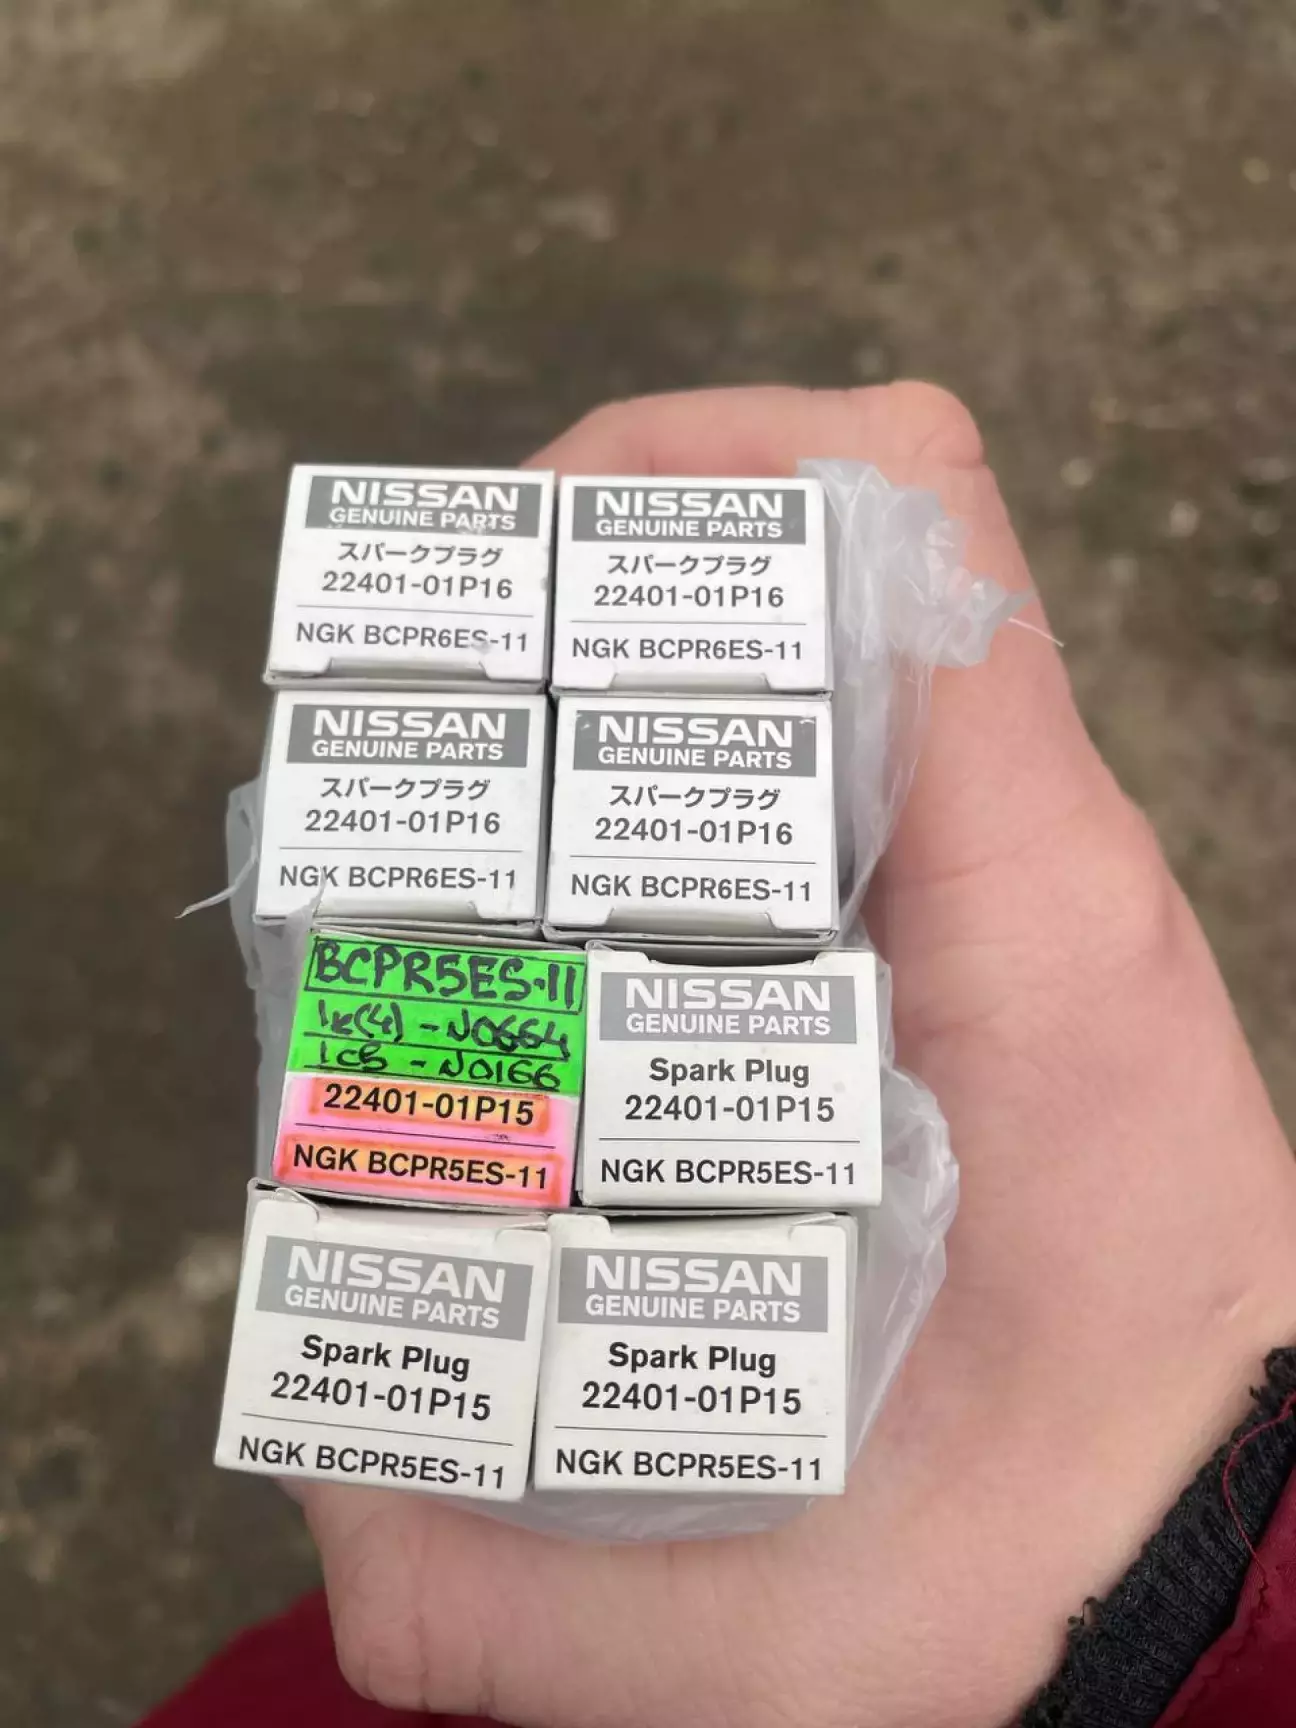 NISSAN
GENUINE PARTS
スパークプラグ
22401-01P16
NGK BCPR6ES-11
NISSAN
GENUINE PARTS
スパークプラグ
22401-01P16
NGK BCPR6ES-11
NISSAN
GENUINE PARTS
スパークプラグ
22401-01P16
NGK BCPR6ES-11
NISSAN
GENUINE PARTS
スパークプラグ
22401-01P16
NGK BCPR6ES-11
BCPR5ES-11
1к(4) - N0664
1cв - N0166
22401-01P15
NGK BCPR5ES-11
NISSAN
GENUINE PARTS
Spark Plug
22401-01P15
NGK BCPR5ES-11
NISSAN
GENUINE PARTS
Spark Plug
22401-01P15
NGK BCPR5ES-11
NISSAN
GENUINE PARTS
Spark Plug
22401-01P15
NGK BCPR5ES-11